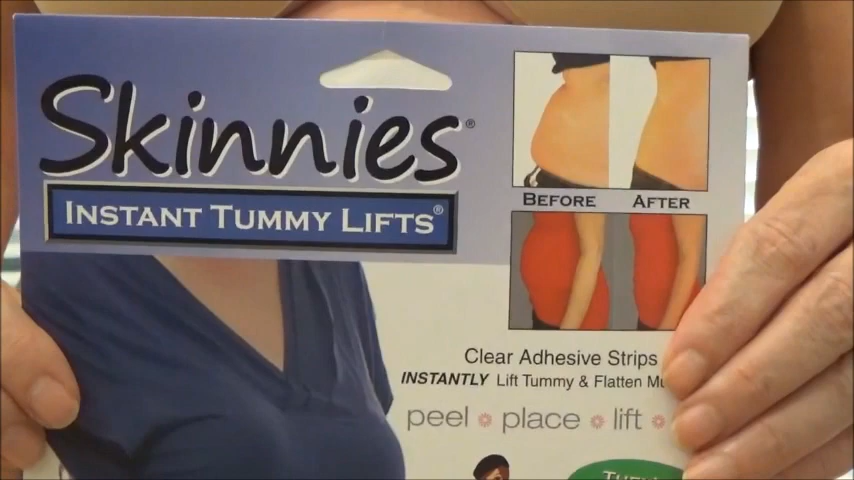 Skinnies®
INSTANT TUMMY LIFTS®
BEFORE AFTER
Clear Adhesive Strips
INSTANTLY Lift Tummy & Flatten
peel place lift